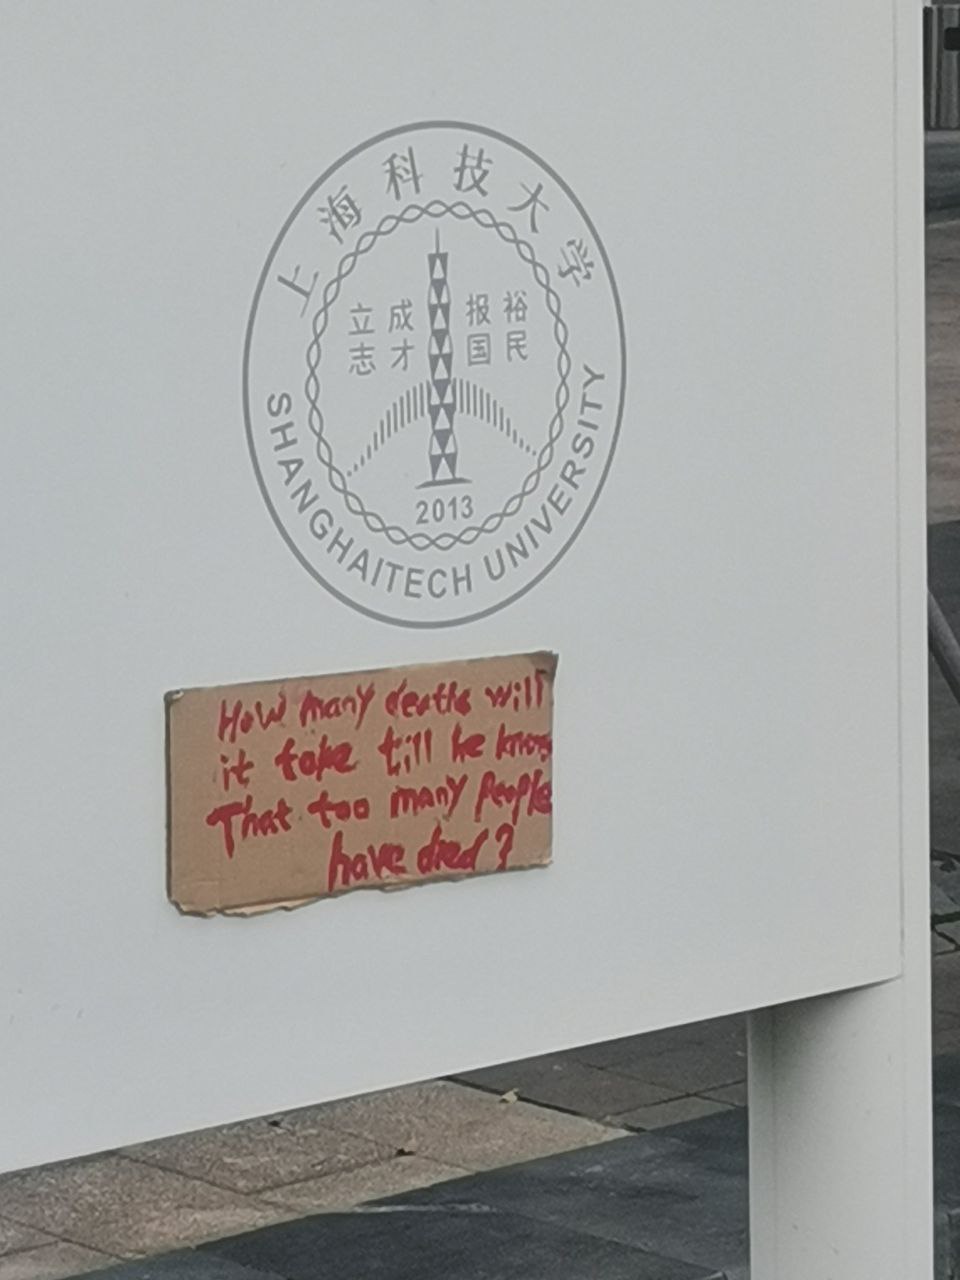 上海科技大学
立志
成才
报国
裕民
2013
SHANGHAITECH UNIVERSITY
How many deaths will
it take till he knows
That too many people
have died?